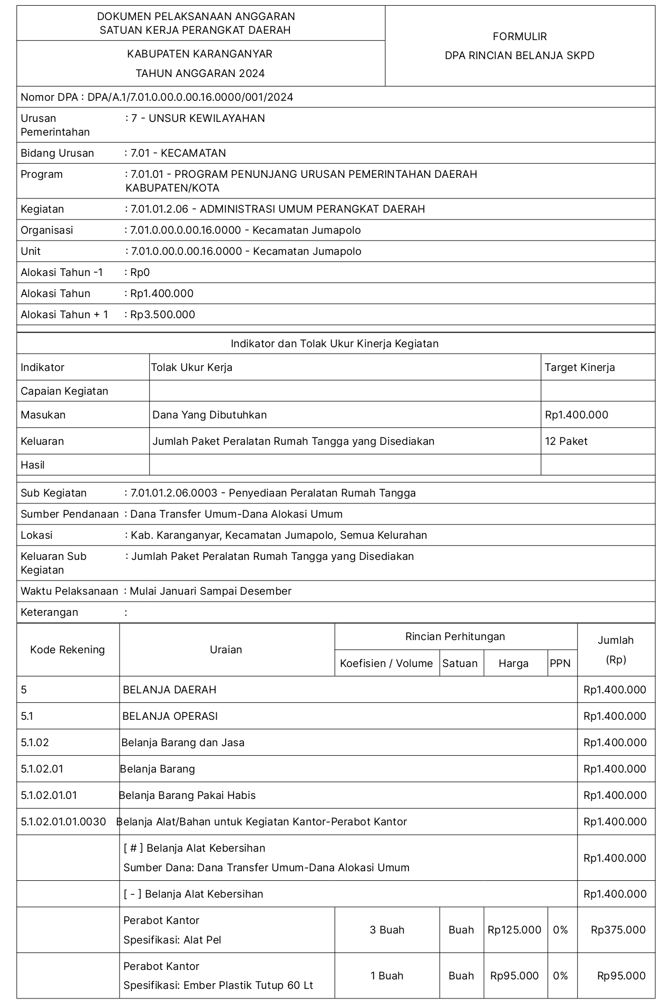 DOKUMEN PELAKSANAAN ANGGARAN
SATUAN KERJA PERANGKAT DAERAH
KABUPATEN KARANGANYAR
TAHUN ANGGARAN 2024
FORMULIR
DPA RINCIAN BELANJA SKPD
Nomor DPA : DPA/A.1/7.01.0.00.0.00.16.0000/001/2024
Urusan Pemerintahan : 7 - UNSUR KEWILAYAHAN
Bidang Urusan : 7.01 - KECAMATAN
Program : 7.01.01 - PROGRAM PENUNJANG URUSAN PEMERINTAHAN DAERAH
KABUPATEN/KOTA
Kegiatan : 7.01.01.2.06 - ADMINISTRASI UMUM PERANGKAT DAERAH
Organisasi : 7.01.0.00.0.00.16.0000 - Kecamatan Jumapolo
Unit : 7.01.0.00.0.00.16.0000 - Kecamatan Jumapolo
Alokasi Tahun -1 : Rp0
Alokasi Tahun : Rp1.400.000
Alokasi Tahun + 1 : Rp3.500.000
Indikator dan Tolak Ukur Kinerja Kegiatan
Indikator Tolak Ukur Kerja Target Kinerja
Capaian Kegiatan
Masukan Dana Yang Dibutuhkan Rp1.400.000
Keluaran Jumlah Paket Peralatan Rumah Tangga yang Disediakan 12 Paket
Hasil
Sub Kegiatan : 7.01.01.2.06.0003 - Penyediaan Peralatan Rumah Tangga
Sumber Pendanaan : Dana Transfer Umum-Dana Alokasi Umum
Lokasi : Kab. Karanganyar, Kecamatan Jumapolo, Semua Kelurahan
Keluaran Sub Kegiatan : Jumlah Paket Peralatan Rumah Tangga yang Disediakan
Waktu Pelaksanaan : Mulai Januari Sampai Desember
Keterangan :
Kode Rekening Uraian Rincian Perhitungan Jumlah (Rp)
Koefisien / Volume Satuan Harga PPN
5 BELANJA DAERAH Rp1.400.000
5.1 BELANJA OPERASI Rp1.400.000
5.1.02 Belanja Barang dan Jasa Rp1.400.000
5.1.02.01 Belanja Barang Rp1.400.000
5.1.02.01.01 Belanja Barang Pakai Habis Rp1.400.000
5.1.02.01.01.0030 Belanja Alat/Bahan untuk Kegiatan Kantor-Perabot Kantor Rp1.400.000
[ # ] Belanja Alat Kebersihan
Sumber Dana: Dana Transfer Umum-Dana Alokasi Umum Rp1.400.000
[ - ] Belanja Alat Kebersihan Rp1.400.000
Perabot Kantor
Spesifikasi: Alat Pel 3 Buah Buah Rp125.000 0% Rp375.000
Perabot Kantor
Spesifikasi: Ember Plastik Tutup 60 Lt 1 Buah Buah Rp95.000 0% Rp95.000